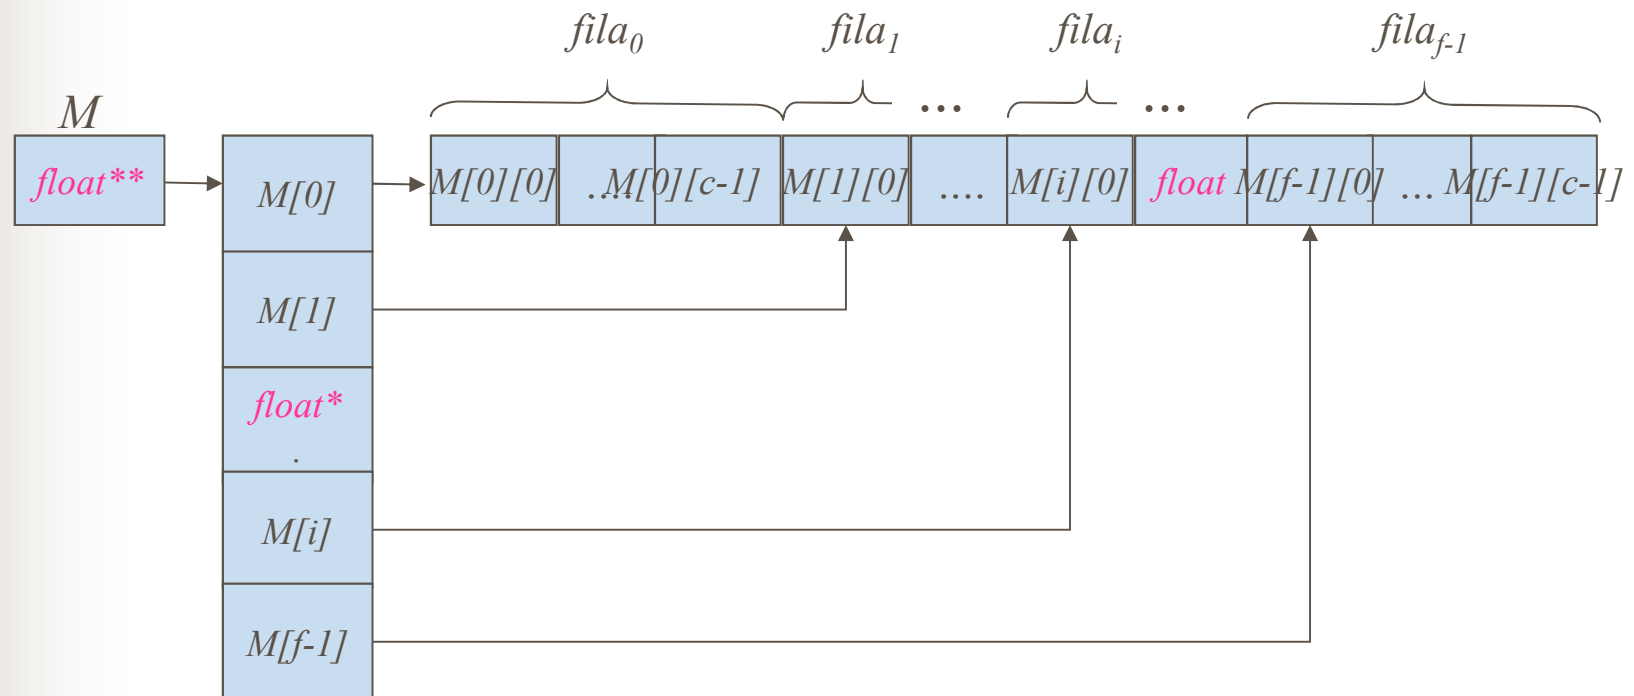 fila₀ fila₁ filaᵢ fila_{f-1}
... ...
M
float** M[0] M[0][0] .... M[0][c-1] M[1][0] .... M[i][0] float M[f-1][0] ... M[f-1][c-1]
M[1]
float*
.
M[i]
M[f-1]